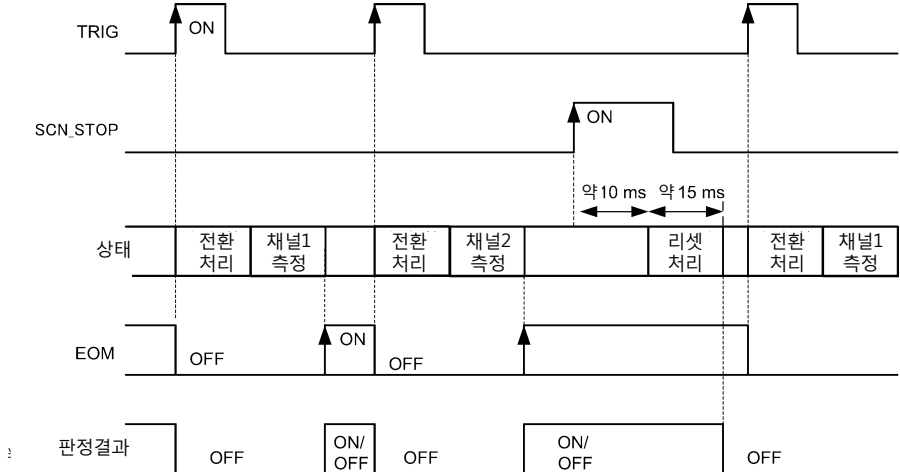 TRIG
ON
SCN_STOP
ON
약10 ms 약15 ms
상태
전환 처리
채널1 측정
전환 처리
채널2 측정
리셋 처리
전환 처리
채널1 측정
EOM
OFF
ON
OFF
판정결과
OFF
ON/
OFF
OFF
ON/
OFF
OFF